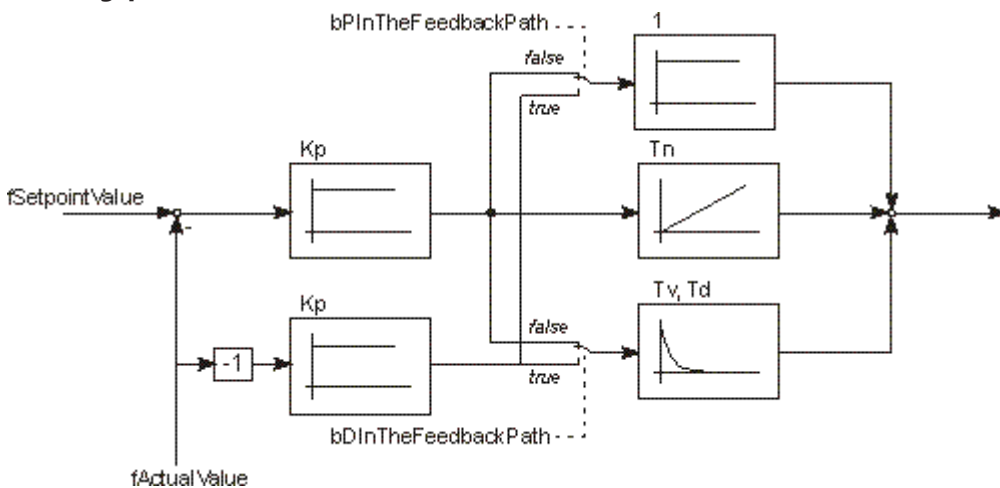 bPInTheFeedbackPath
1
false
true
Kp
Tn
fSetpointValue
-
Kp
Tv, Td
false
-1
true
bDInTheFeedbackPath
fActualValue